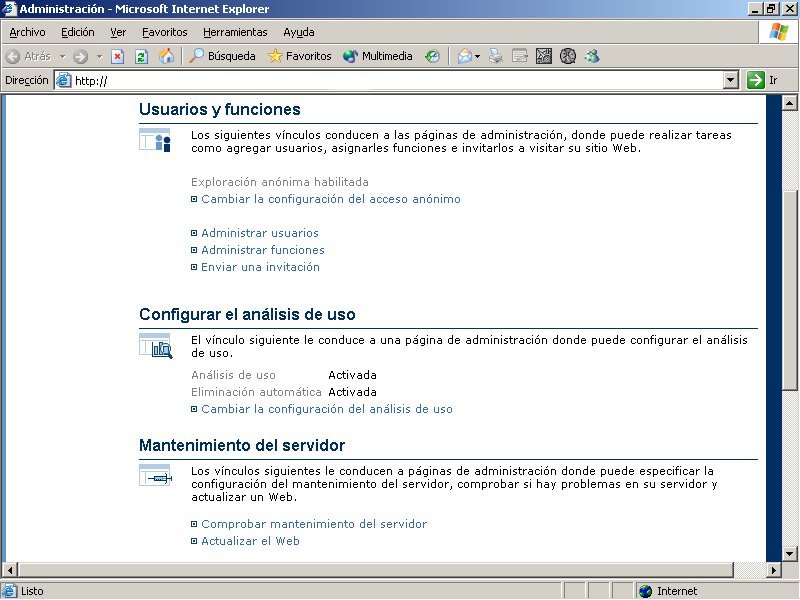 Administración - Microsoft Internet Explorer
Archivo Edición Ver Favoritos Herramientas Ayuda
Atrás Búsqueda Favoritos Multimedia
Dirección http:// Ir
Usuarios y funciones
Los siguientes vínculos conducen a las páginas de administración, donde puede realizar tareas
como agregar usuarios, asignarles funciones e invitarlos a visitar su sitio Web.
Exploración anónima habilitada
Cambiar la configuración del acceso anónimo
Administrar usuarios
Administrar funciones
Enviar una invitación
Configurar el análisis de uso
El vínculo siguiente le conduce a una página de administración donde puede configurar el análisis
de uso.
Análisis de uso Activada
Eliminación automática Activada
Cambiar la configuración del análisis de uso
Mantenimiento del servidor
Los vínculos siguientes le conducen a páginas de administración donde puede especificar la
configuración del mantenimiento del servidor, comprobar si hay problemas en su servidor y
actualizar un Web.
Comprobar mantenimiento del servidor
Actualizar el Web
Listo Internet